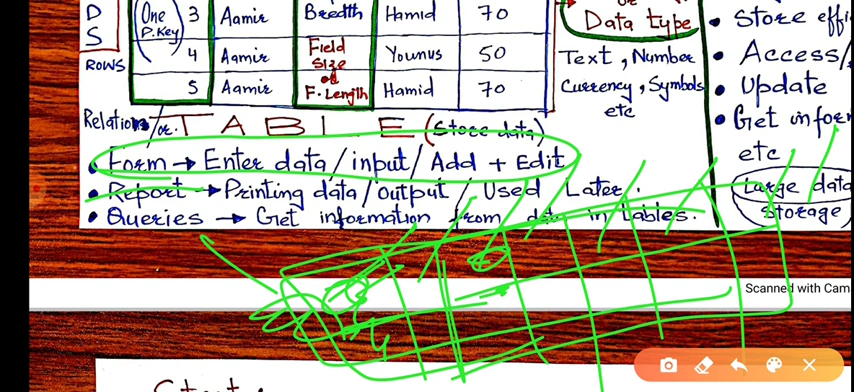 D
S
ROWS
One
P.Key
3 Aamir Breadth Hamid 70
4 Aamir Field Size Younus 50
or
5 Aamir F. Length Hamid 70
Data type
Text, Number
Currency, Symbols
etc
• Store effi
• Access/
• Update
• Get infor
etc
Large data
Storage
Relation/or. TABLE (Store data)
• Form → Enter data/input/Add + Edit
• Report → Printing data/output/Used Later.
• Queries → Get information from data in tables.
Scanned with Cam